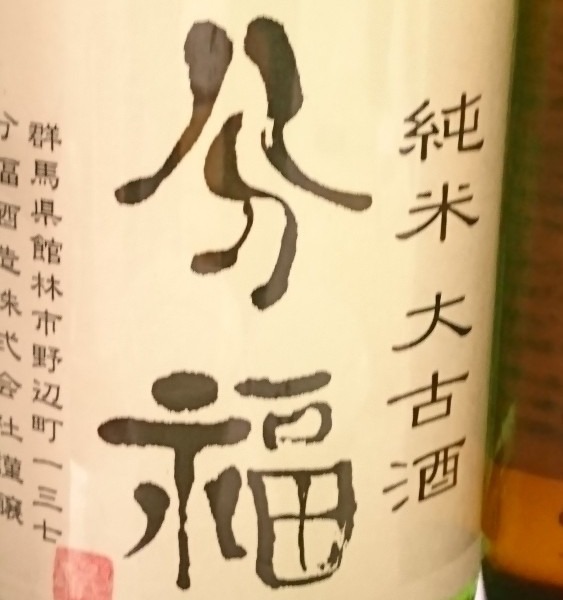 純米 大古酒
分福
群馬県館林市野辺町一三七
分福酒造株式会社謹醸